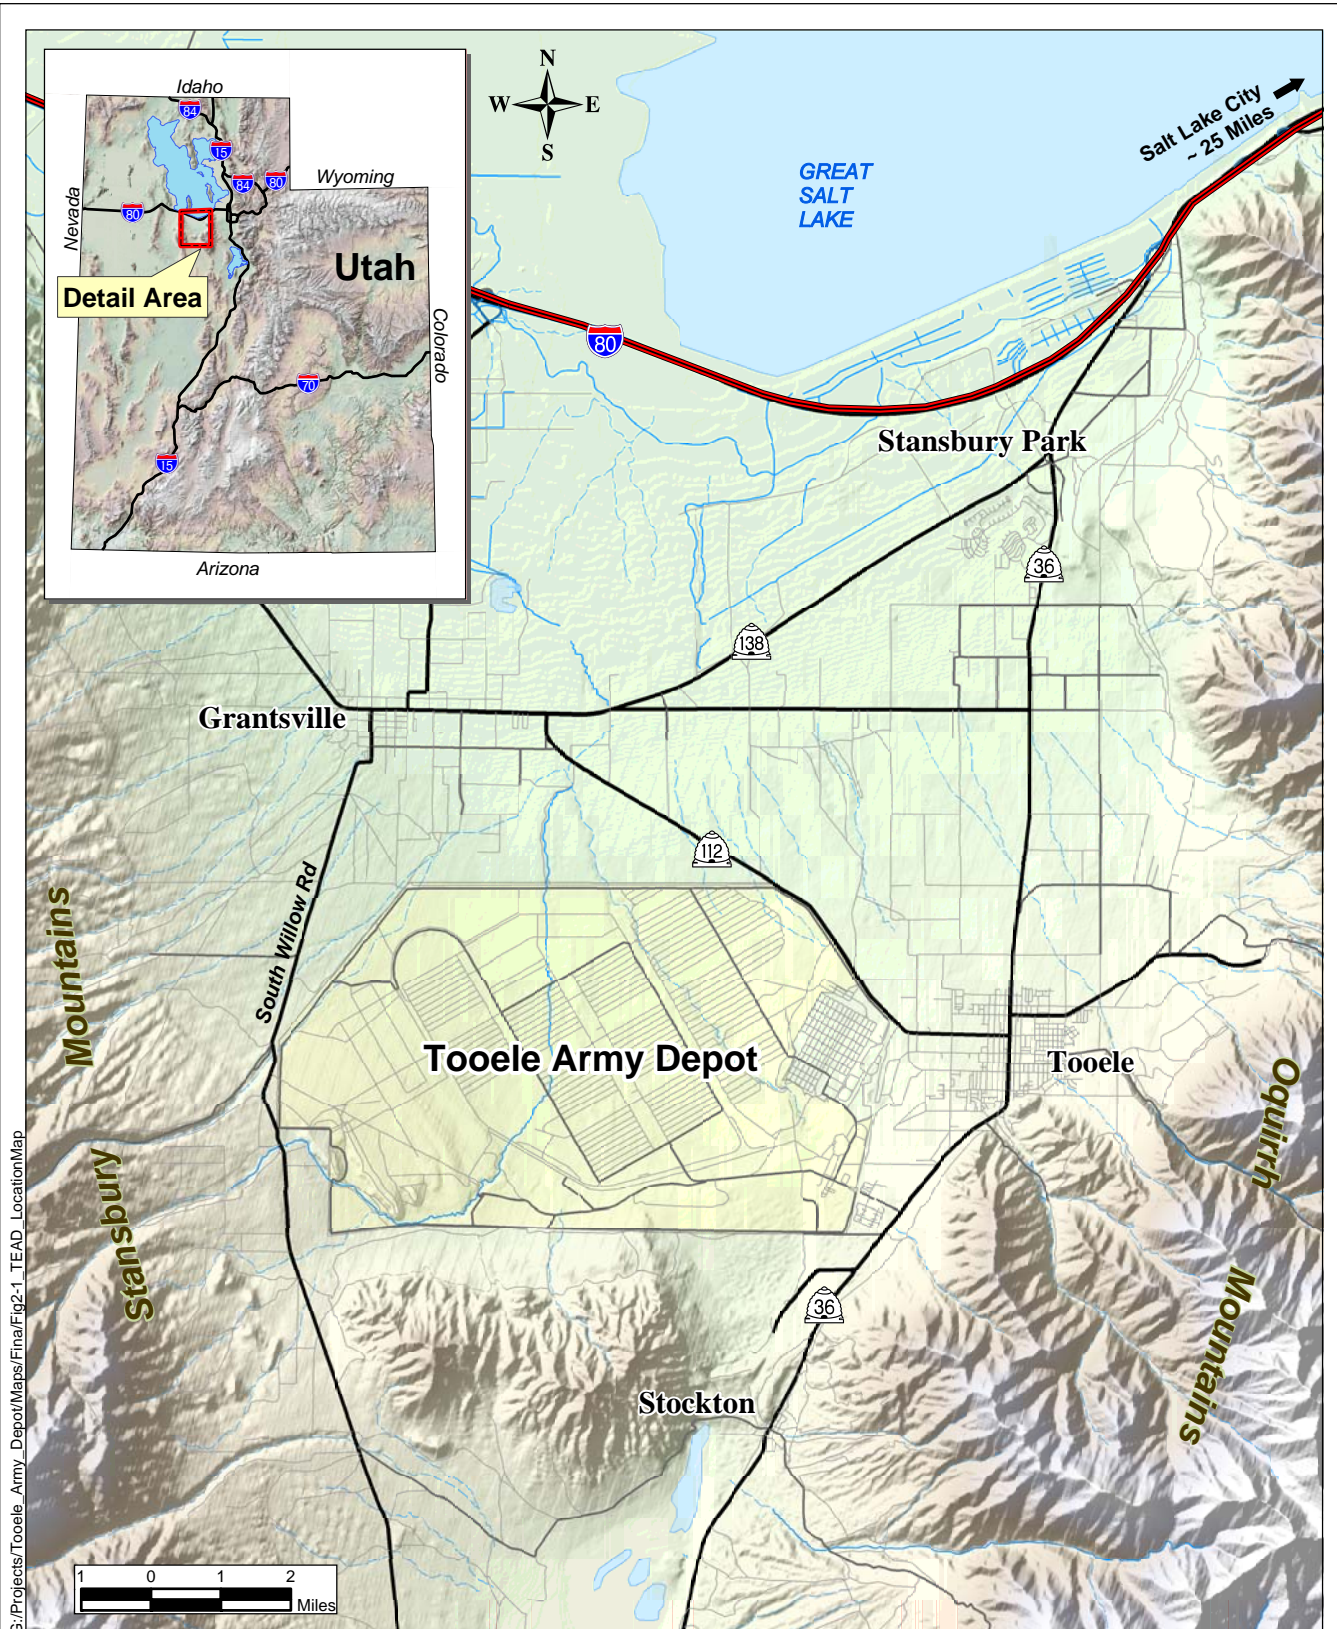 Idaho
84
15
84
80
Wyoming
Nevada
80
Utah
Detail Area
Colorado
70
15
Arizona
N
W
E
S
Salt Lake City
~ 25 Miles
GREAT
SALT
LAKE
80
Stansbury Park
36
138
Grantsville
112
South Willow Rd
Tooele Army Depot
Tooele
Stansbury
Mountains
Oquirrh
Mountains
36
Stockton
1 0 1 2
Miles
G:/Projects/Tooele_Army_Depot/Maps/Fina/Fig2-1_TEAD_LocationMap